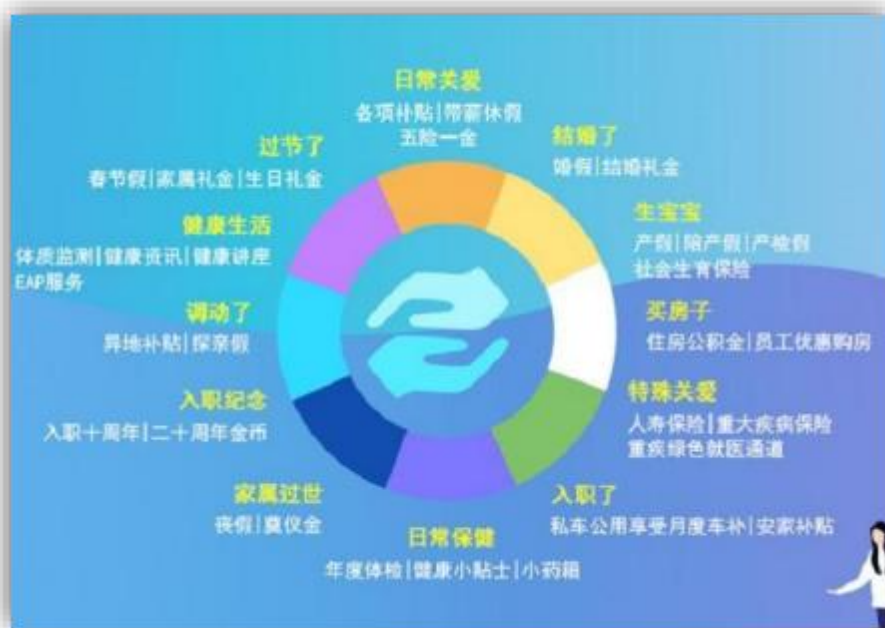 日常关爱
各项补贴|带薪休假
五险一金
结婚了
婚假|结婚礼金
生宝宝
产假|陪产假|产检假
社会生育保险
买房子
住房公积金|员工优惠购房
特殊关爱
人寿保险|重大疾病保险
重疾绿色就医通道
入职了
私车公用享受月度车补|安家补贴
日常保健
年度体检|健康小贴士|小药箱
家属过世
丧假|奠仪金
入职纪念
入职十周年|二十周年金币
调动了
异地补贴|探亲假
健康生活
体质监测|健康资讯|健康讲座
EAP服务
过节了
春节假|家属礼金|生日礼金